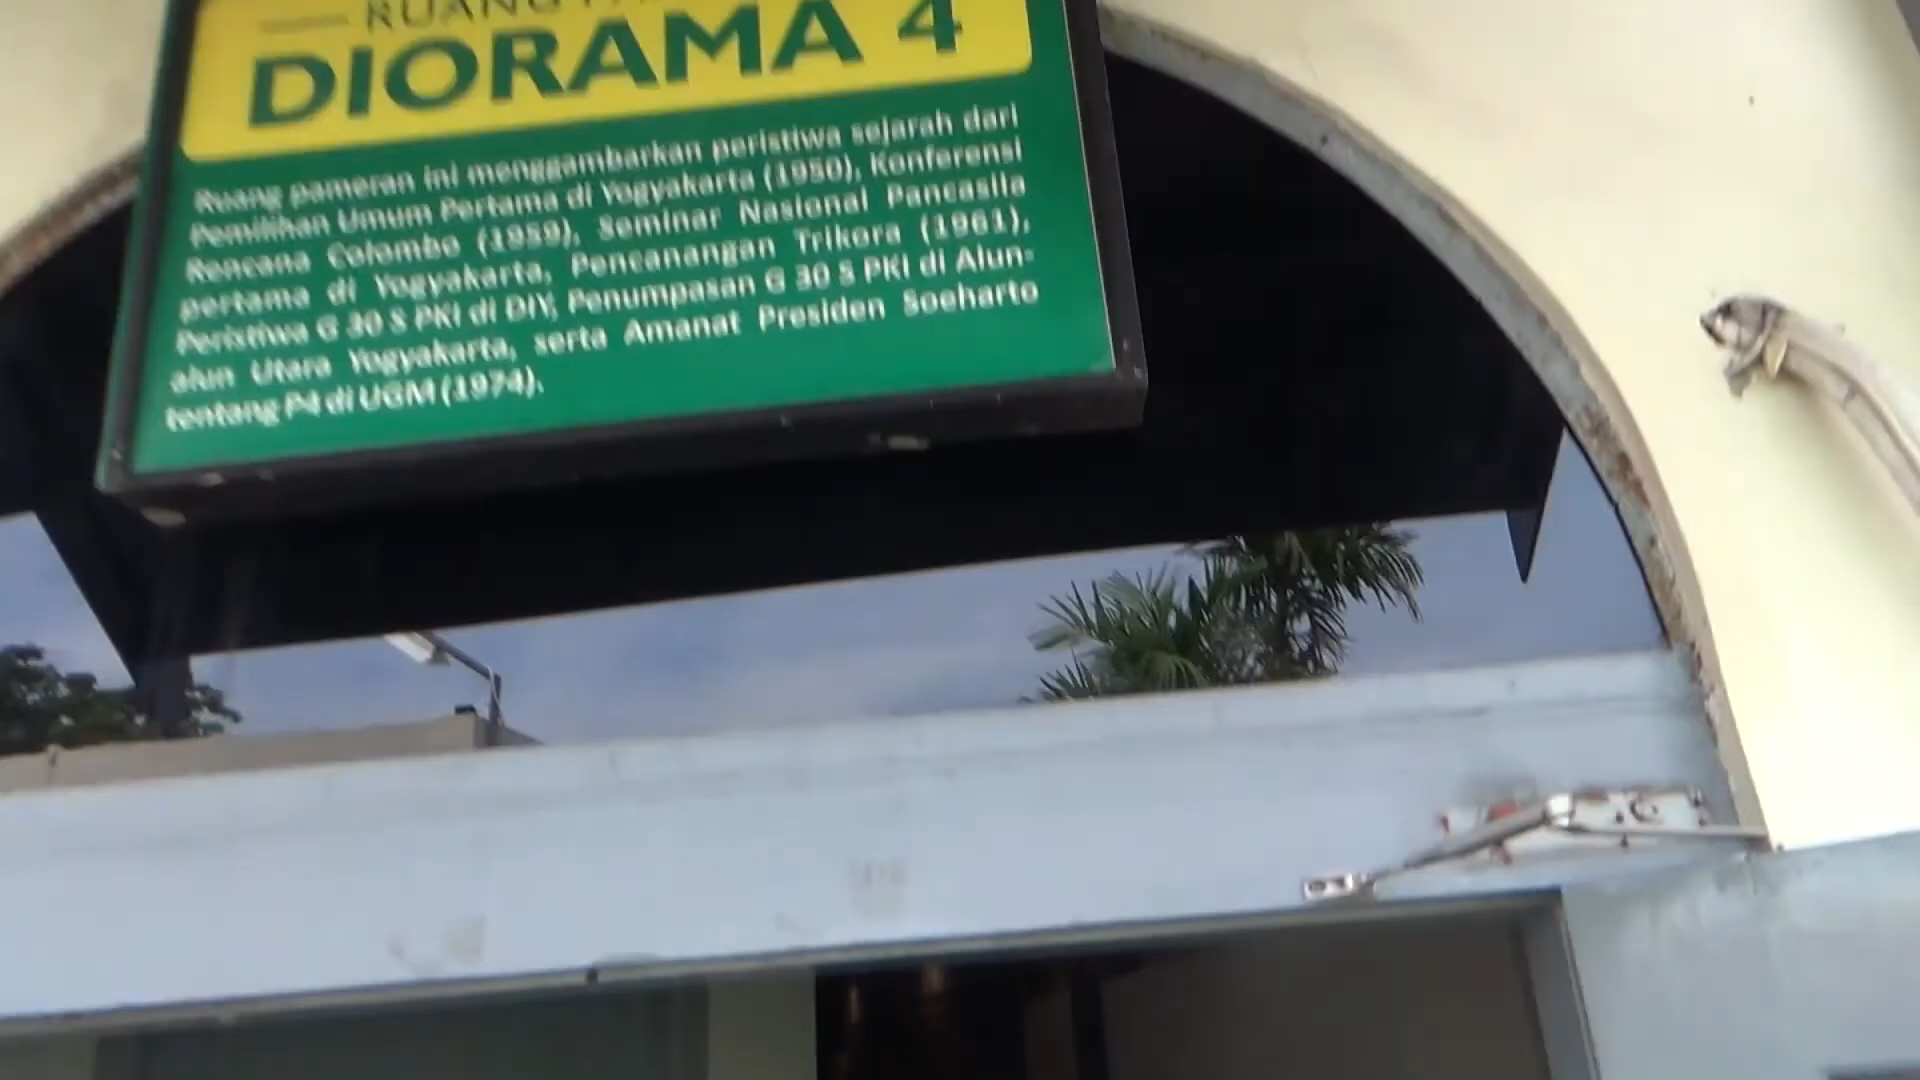 RUANG
DIORAMA 4
Ruang pameran ini menggambarkan peristiwa sejarah dari
Pemilihan Umum Pertama di Yogyakarta (1950), Konferensi
Rencana Colombo (1959), Seminar Nasional Pancasila
pertama di Yogyakarta, Pencanangan Trikora (1961),
Peristiwa G 30 S PKI di DIY, Penumpasan G 30 S PKI di Alun-
alun Utara Yogyakarta, serta Amanat Presiden Soeharto
tentang P4 di UGM (1974).